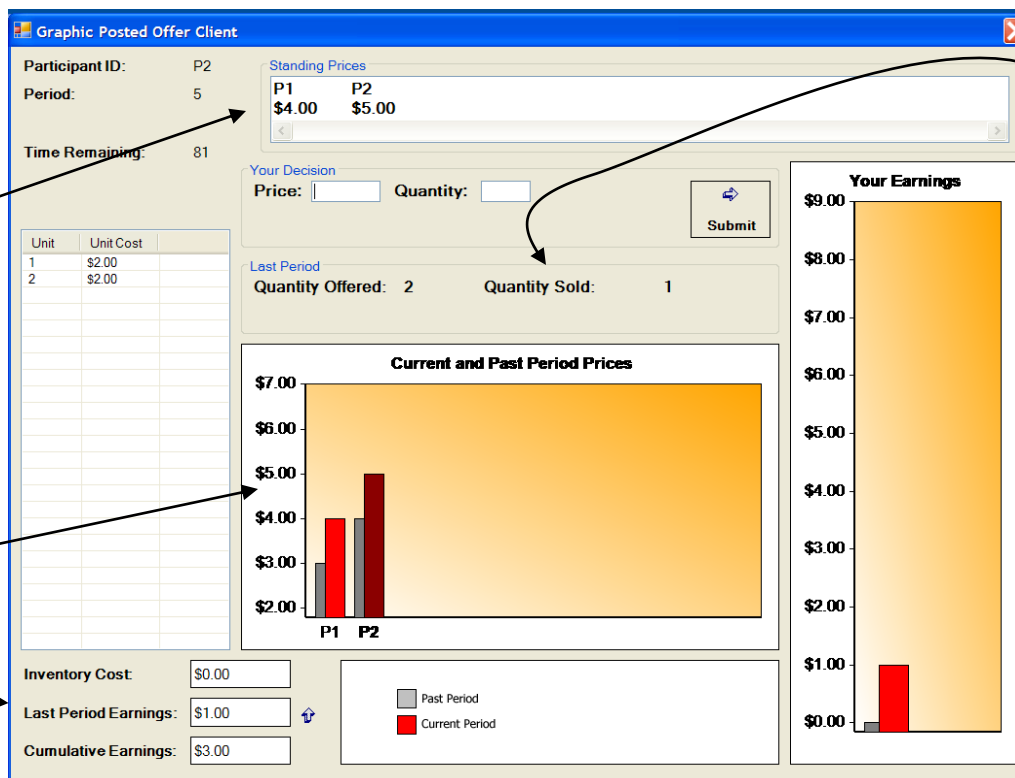 Graphic Posted Offer Client
Participant ID: P2
Period: 5
Time Remaining: 81
Standing Prices
P1 P2
$4.00 $5.00
Your Decision
Price: Quantity:
Submit
Unit Unit Cost
1 $2.00
2 $2.00
Last Period
Quantity Offered: 2 Quantity Sold: 1
Current and Past Period Prices
$7.00
$6.00
$5.00
$4.00
$3.00
$2.00
P1 P2
Your Earnings
$9.00
$8.00
$7.00
$6.00
$5.00
$4.00
$3.00
$2.00
$1.00
$0.00
Inventory Cost: $0.00
Last Period Earnings: $1.00
Cumulative Earnings: $3.00
Past Period
Current Period